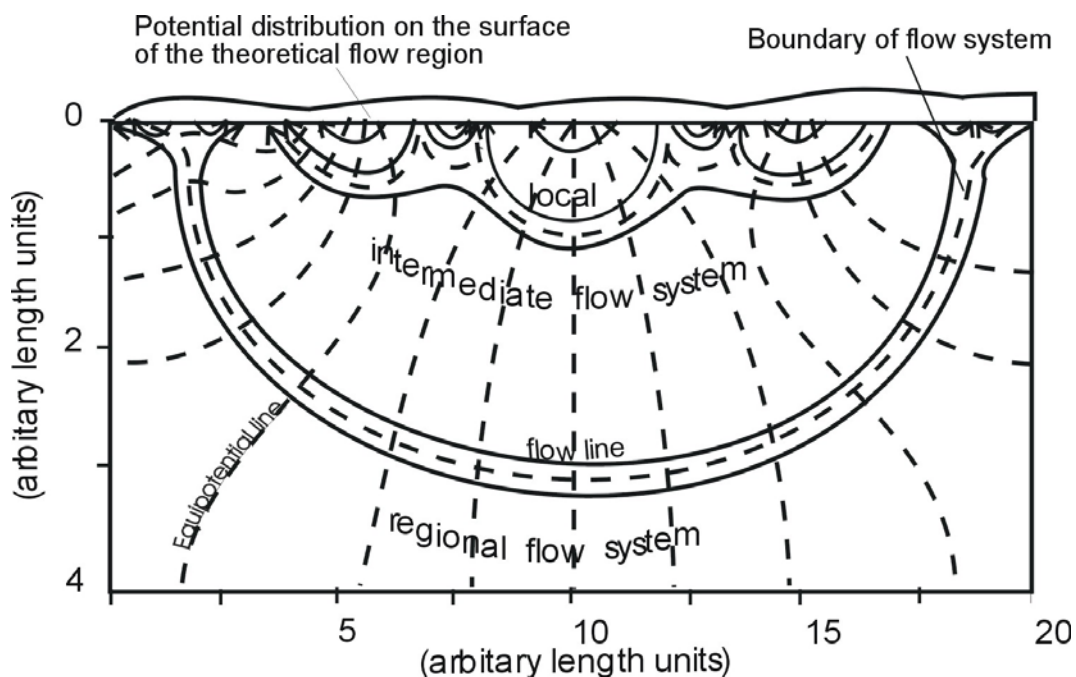 Potential distribution on the surface
of the theoretical flow region
Boundary of flow system
0
2
4
(arbitary length units)
local
intermediate flow system
flow line
Equipotential line
regional flow system
5
10
15
20
(arbitary length units)